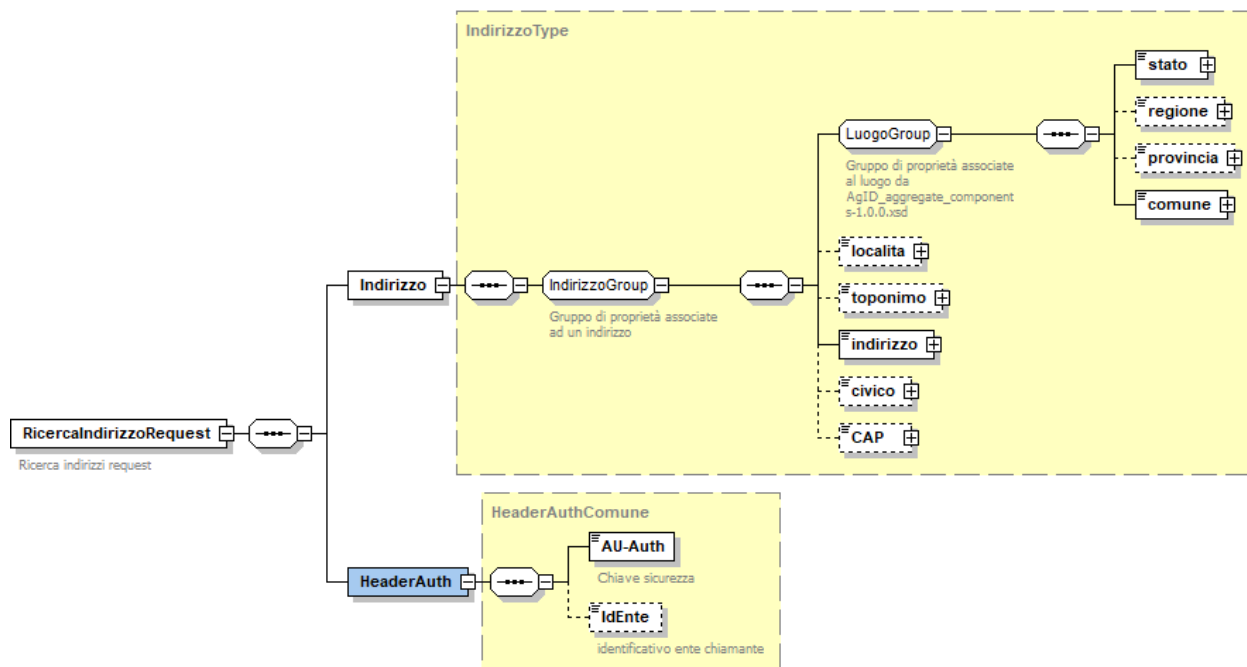 IndirizzoType
stato
regione
LuogoGroup
Gruppo di proprietà associate
al luogo da
AgID_aggregate_component
s-1.0.0.xsd
provincia
comune
localita
Indirizzo
IndirizzoGroup
Gruppo di proprietà associate
ad un indirizzo
toponimo
indirizzo
civico
CAP
RicercaIndirizzoRequest
Ricerca indirizzi request
HeaderAuthComune
AU-Auth
Chiave sicurezza
HeaderAuth
IdEnte
identificativo ente chiamante